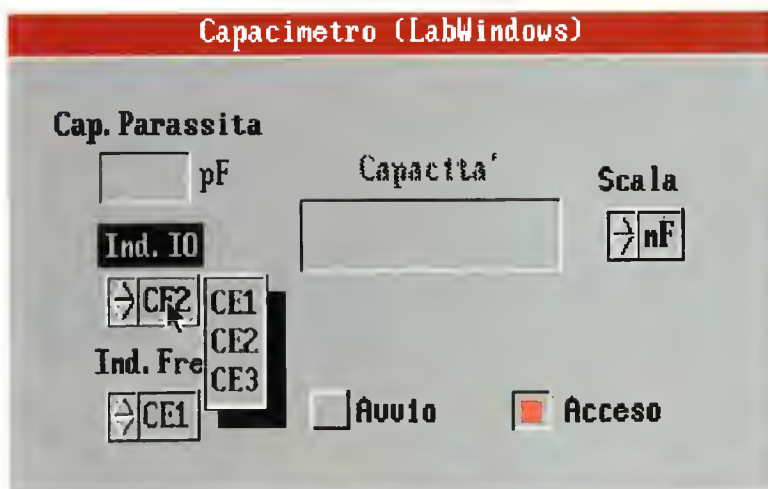 Capacimetro (LabWindows)
Cap. Parassita
pF
Capacita'
Scala
nF
Ind. IO
CE2
CE1
CE2
CE3
Ind. Fre
CE1
Avvio
Acceso